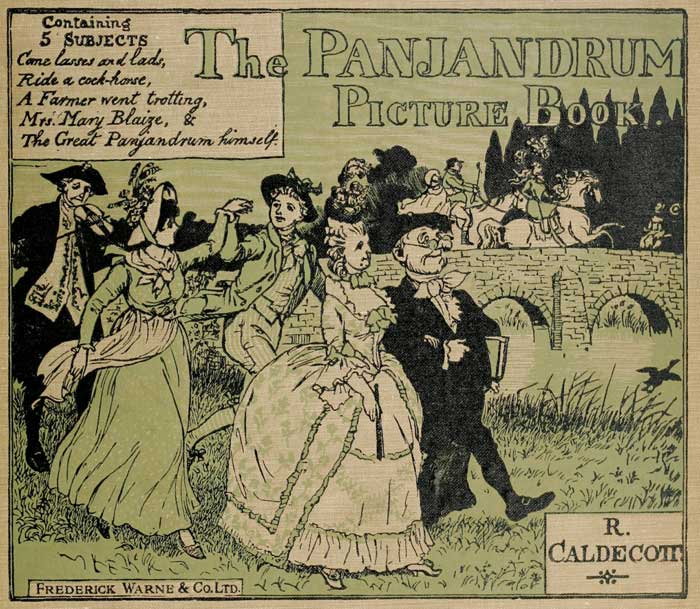 Containing
5 SUBJECTS
Come lasses and lads,
Ride a cock-horse,
A Farmer went trotting,
Mrs. Mary Blaize, &
The Great Panjandrum himself.
The PANJANDRUM
PICTURE BOOK.
R.
CALDECOTT.
FREDERICK WARNE & CO. LTD.